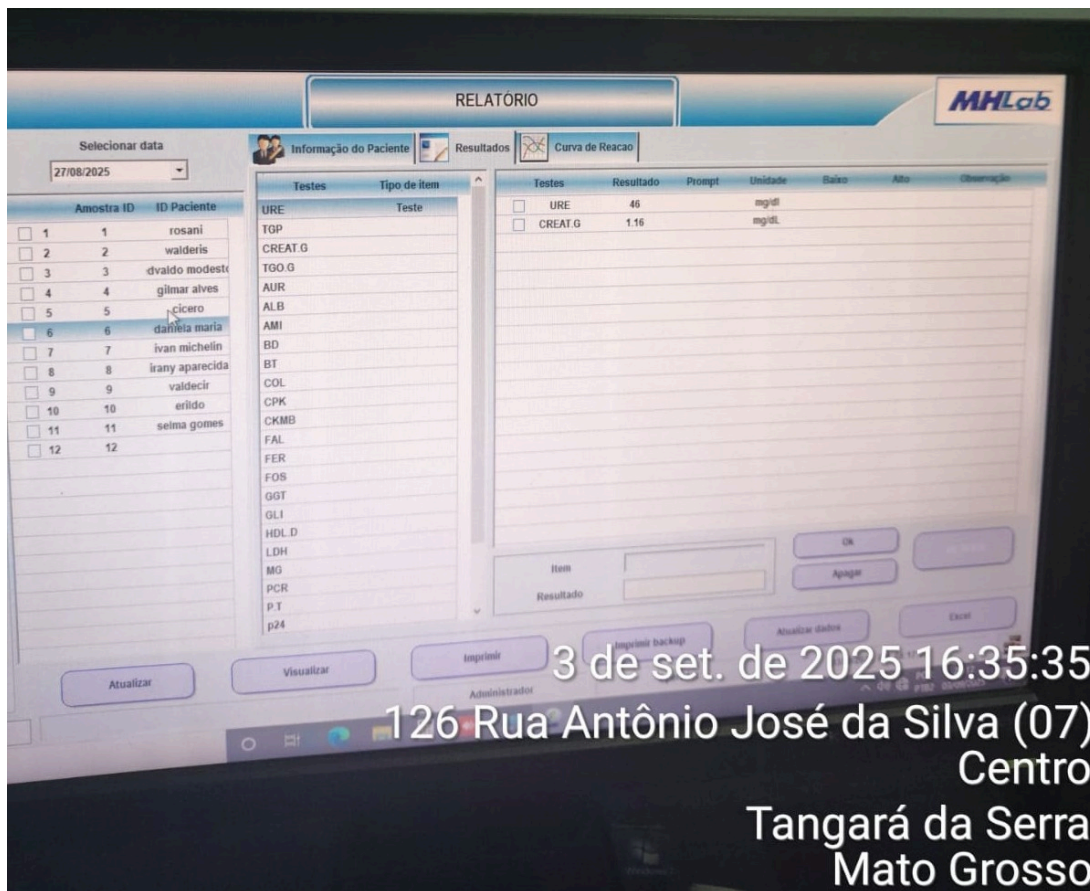 RELATÓRIO
MHLab
Selecionar data
27/08/2025
Informação do Paciente
Resultados
Curva de Reacao
Amostra ID ID Paciente
1 1 rosani
2 2 walderis
3 3 dvaldo modesto
4 4 gilmar alves
5 5 cicero
6 6 daniela maria
7 7 ivan michelin
8 8 irany aparecida
9 9 valdecir
10 10 erildo
11 11 selma gomes
12 12
Testes Tipo de item
URE Teste
TGP
CREAT.G
TGO.G
AUR
ALB
AMI
BD
BT
COL
CPK
CKMB
FAL
FER
FOS
GGT
GLI
HDL.D
LDH
MG
PCR
P.T
p24
Testes Resultado Prompt Unidade Baixo Alto Observação
URE 46 mg/dl
CREAT.G 1.16 mg/dL
Item
Resultado
Ok
Apagar
Atualizar
Visualizar
Imprimir
Imprimir backup
Atualizar dados
Excel
Administrador
3 de set. de 2025 16:35:35
126 Rua Antônio José da Silva (07)
Centro
Tangará da Serra
Mato Grosso